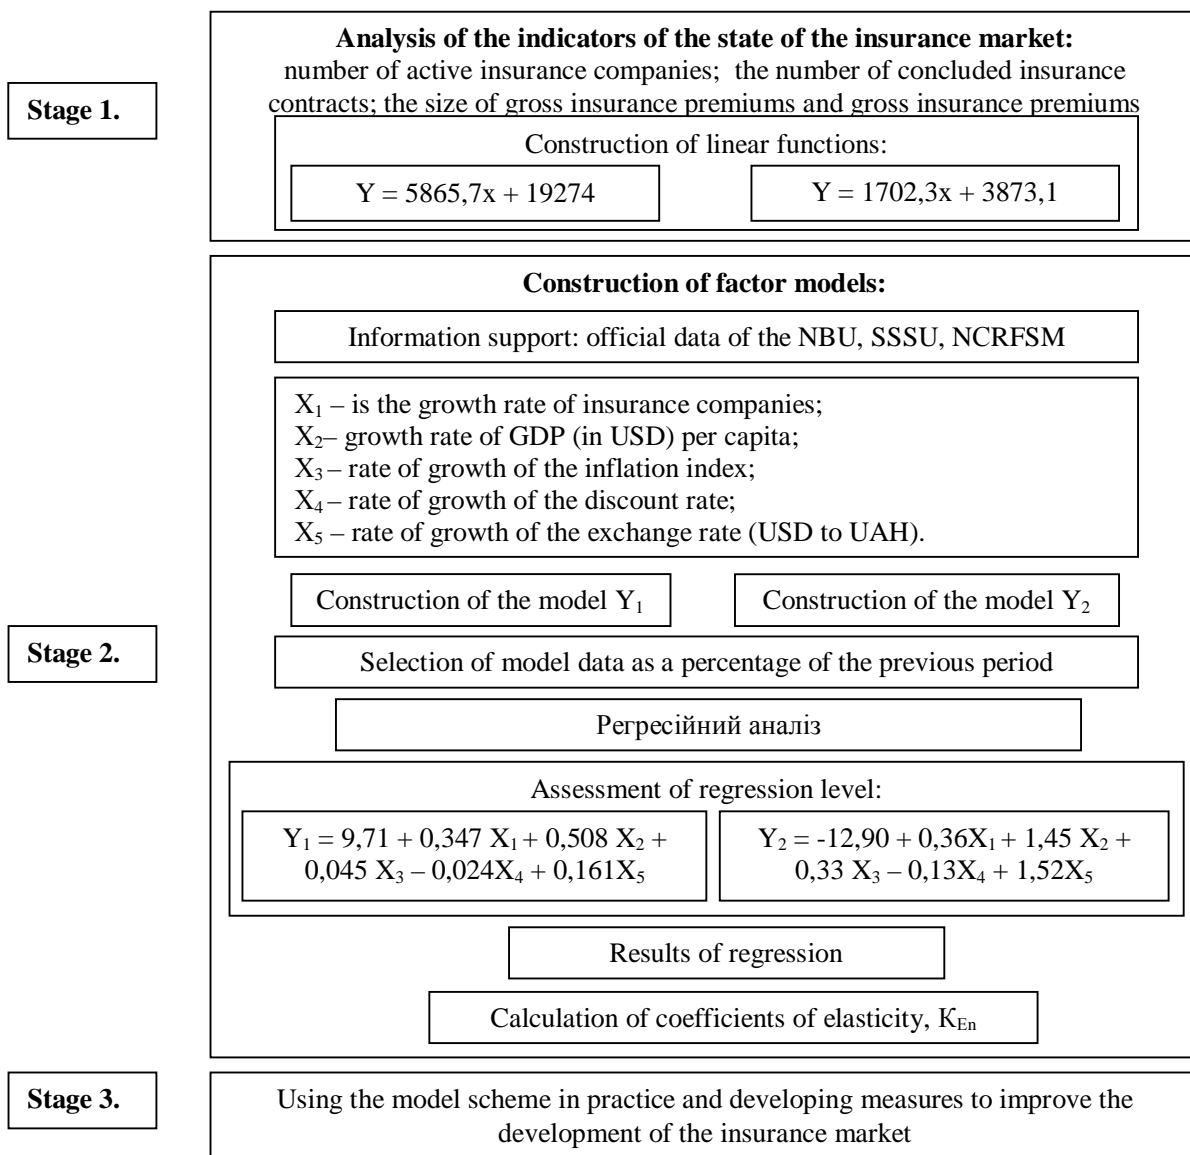 Stage 1.
Analysis of the indicators of the state of the insurance market:
number of active insurance companies; the number of concluded insurance
contracts; the size of gross insurance premiums and gross insurance premiums
Construction of linear functions:
Y = 5865,7x + 19274
Y = 1702,3x + 3873,1
Stage 2.
Construction of factor models:
Information support: official data of the NBU, SSSU, NCRFSM
X₁ – is the growth rate of insurance companies;
X₂– growth rate of GDP (in USD) per capita;
X₃ – rate of growth of the inflation index;
X₄ – rate of growth of the discount rate;
X₅ – rate of growth of the exchange rate (USD to UAH).
Construction of the model Y₁
Construction of the model Y₂
Selection of model data as a percentage of the previous period
Регресійний аналіз
Assessment of regression level:
Y₁ = 9,71 + 0,347 X₁ + 0,508 X₂ +
0,045 X₃ – 0,024X₄ + 0,161X₅
Y₂ = -12,90 + 0,36X₁ + 1,45 X₂ +
0,33 X₃ – 0,13X₄ + 1,52X₅
Results of regression
Calculation of coefficients of elasticity, K_En
Stage 3.
Using the model scheme in practice and developing measures to improve the
development of the insurance market